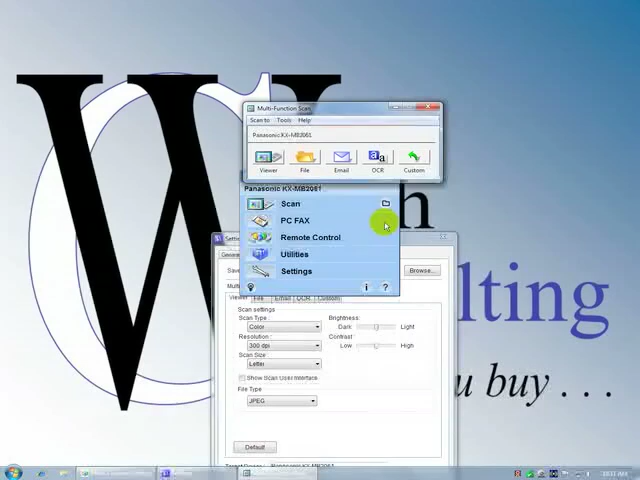 Multi-Function Scan
Scan to Tools Help
Panasonic KX-MB2061
Viewer File Email OCR Custom
Panasonic KX-MB2061
Scan
PC FAX
Remote Control
Utilities
Settings
Browse...
Viewer File Email OCR Custom
Scan settings
Scan Type :
Color
Resolution :
300 dpi
Scan Size
Letter
Brightness:
Dark Light
Contrast
Low High
Show Scan User Interface
File Type
JPEG
Default
lting
u buy . . .